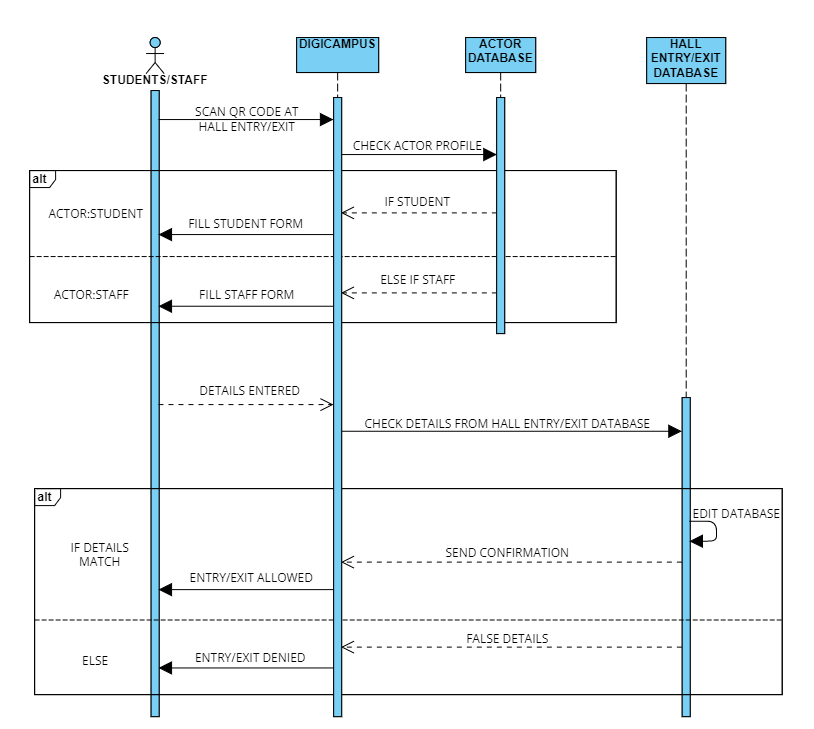 STUDENTS/STAFF
DIGICAMPUS
ACTOR
DATABASE
HALL
ENTRY/EXIT
DATABASE
SCAN QR CODE AT
HALL ENTRY/EXIT
CHECK ACTOR PROFILE
alt
IF STUDENT
ACTOR:STUDENT
FILL STUDENT FORM
ELSE IF STAFF
ACTOR:STAFF
FILL STAFF FORM
DETAILS ENTERED
CHECK DETAILS FROM HALL ENTRY/EXIT DATABASE
alt
EDIT DATABASE
IF DETAILS
MATCH
SEND CONFIRMATION
ENTRY/EXIT ALLOWED
FALSE DETAILS
ELSE
ENTRY/EXIT DENIED